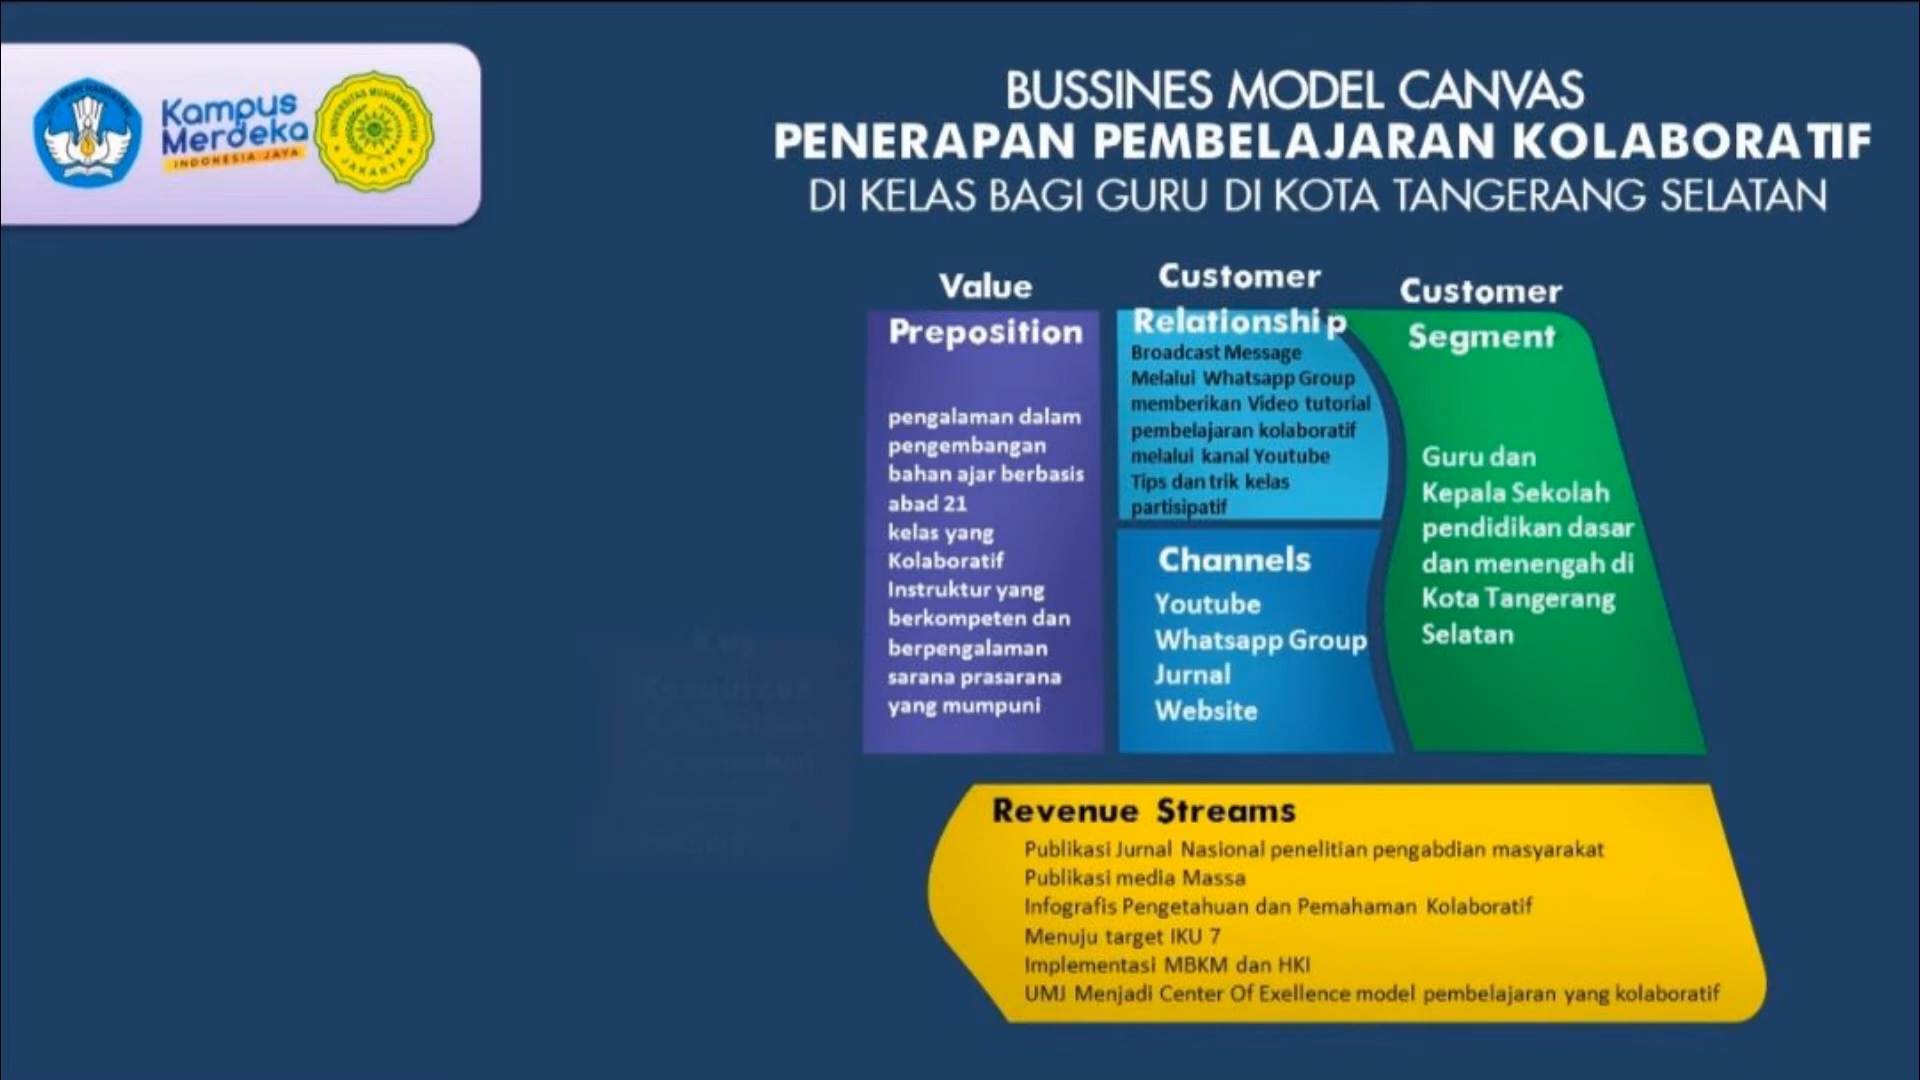 Kampus
Merdeka
INDONESIA JAYA
UNIVERSITAS MUHAMMADIYAH
JAKARTA
BUSSINES MODEL CANVAS
PENERAPAN PEMBELAJARAN KOLABORATIF
DI KELAS BAGI GURU DI KOTA TANGERANG SELATAN
Value
Preposition
pengalaman dalam
pengembangan
bahan ajar berbasis
abad 21
kelas yang
Kolaboratif
Instruktur yang
berkompeten dan
berpengalaman
sarana prasarana
yang mumpuni
Customer
Relationship
Broadcast Message
Melalui Whatsapp Group
memberikan Video tutorial
pembelajaran kolaboratif
melalui kanal Youtube
Tips dan trik kelas
partisipatif
Channels
Youtube
Whatsapp Group
Jurnal
Website
Customer
Segment
Guru dan
Kepala Sekolah
pendidikan dasar
dan menengah di
Kota Tangerang
Selatan
Key
Resources
Revenue Streams
Publikasi Jurnal Nasional penelitian pengabdian masyarakat
Publikasi media Massa
Infografis Pengetahuan dan Pemahaman Kolaboratif
Menuju target IKU 7
Implementasi MBKM dan HKI
UMJ Menjadi Center Of Exellence model pembelajaran yang kolaboratif